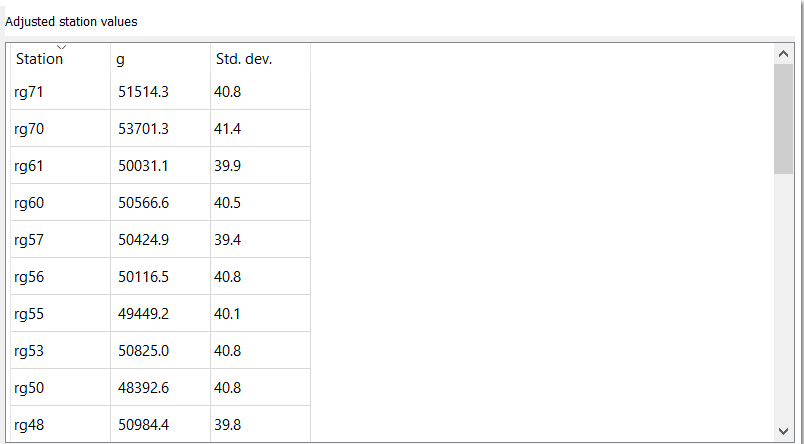 Adjusted station values
Station g Std. dev.
rg71 51514.3 40.8
rg70 53701.3 41.4
rg61 50031.1 39.9
rg60 50566.6 40.5
rg57 50424.9 39.4
rg56 50116.5 40.8
rg55 49449.2 40.1
rg53 50825.0 40.8
rg50 48392.6 40.8
rg48 50984.4 39.8